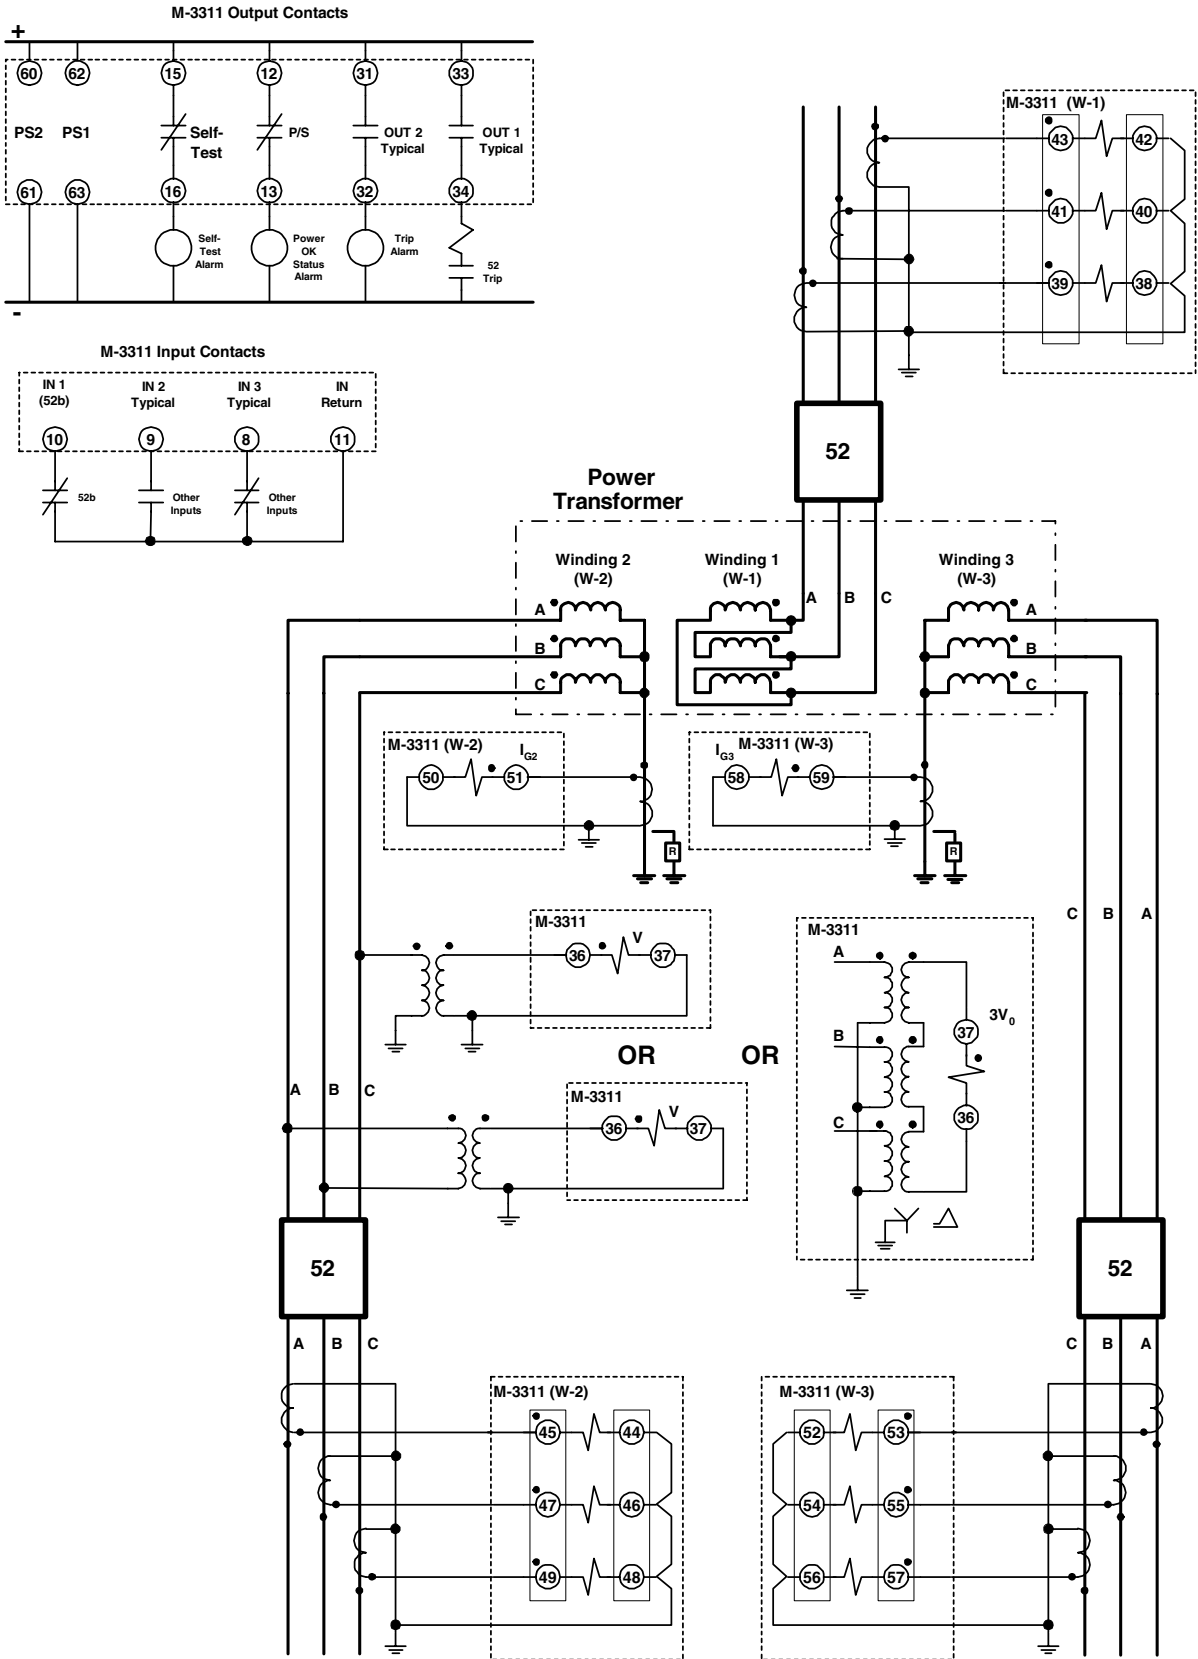 M-3311 Output Contacts
+
60 62 15 12 31 33
PS2 PS1 Self-Test P/S OUT 2 Typical OUT 1 Typical
61 63 16 13 32 34
Self-Test Alarm
Power OK Status Alarm
Trip Alarm
52 Trip
-
M-3311 Input Contacts
IN 1 (52b)
IN 2 Typical
IN 3 Typical
IN Return
10 9 8 11
52b
Other Inputs
Other Inputs
M-3311 (W-1)
43 42
41 40
39 38
52
Power
Transformer
Winding 2
(W-2)
Winding 1
(W-1)
Winding 3
(W-3)
A B C
A
B
C
A
B
C
M-3311 (W-2)
IG2
50 51
IG3
M-3311 (W-3)
58 59
R
R
C B A
M-3311
V
36 37
OR
OR
M-3311
A
B
C
37
3V0
36
A B C
M-3311
V
36 37
52
52
A B C
C B A
M-3311 (W-2)
45 44
47 46
49 48
M-3311 (W-3)
52 53
54 55
56 57